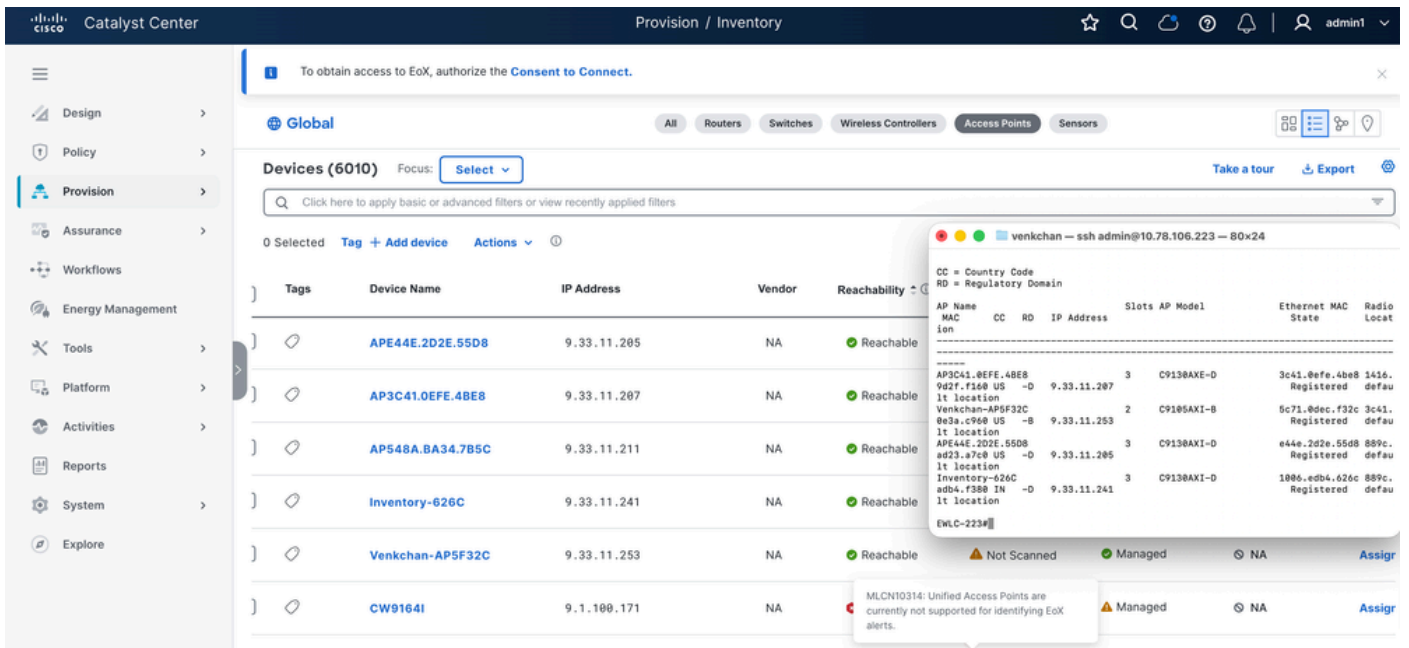 CISCO Catalyst Center
Provision / Inventory
admin1
To obtain access to EoX, authorize the Consent to Connect.
Design
Policy
Provision
Assurance
Workflows
Energy Management
Tools
Platform
Activities
Reports
System
Explore
Global
All Routers Switches Wireless Controllers Access Points Sensors
Devices (6010) Focus: Select
Take a tour Export
Click here to apply basic or advanced filters or view recently applied filters
0 Selected Tag + Add device Actions
Tags Device Name IP Address Vendor Reachability
APE44E.2D2E.55D8 9.33.11.205 NA Reachable
AP3C41.0EFE.4BE8 9.33.11.207 NA Reachable
AP548A.BA34.7B5C 9.33.11.211 NA Reachable
Inventory-626C 9.33.11.241 NA Reachable
Venkchan-AP5F32C 9.33.11.253 NA Reachable Not Scanned Managed NA Assign
CW9164I 9.1.100.171 NA Managed NA Assign
MLCN10314: Unified Access Points are
currently not supported for identifying EoX
alerts.
venkchan — ssh admin@10.78.106.223 — 80×24
CC = Country Code
RD = Regulatory Domain
AP Name Slots AP Model Ethernet MAC Radio
MAC CC RD IP Address State Locat
ion
--------------------------------------------------------------------------------
--------------------------------------------------------------------------------
-----
AP3C41.0EFE.4BE8 3 C9130AXE-D 3c41.0efe.4be8 1416.
9d2f.f160 US -D 9.33.11.207 Registered defau
lt location
Venkchan-AP5F32C 2 C9105AXI-B 5c71.0dec.f32c 3c41.
0e3a.c960 US -B 9.33.11.253 Registered defau
lt location
APE44E.2D2E.55D8 3 C9130AXI-D e44e.2d2e.55d8 889c.
ad23.a7c0 US -D 9.33.11.205 Registered defau
lt location
Inventory-626C 3 C9130AXI-D 1006.edb4.626c 889c.
adb4.f380 IN -D 9.33.11.241 Registered defau
lt location
EWLC-223#